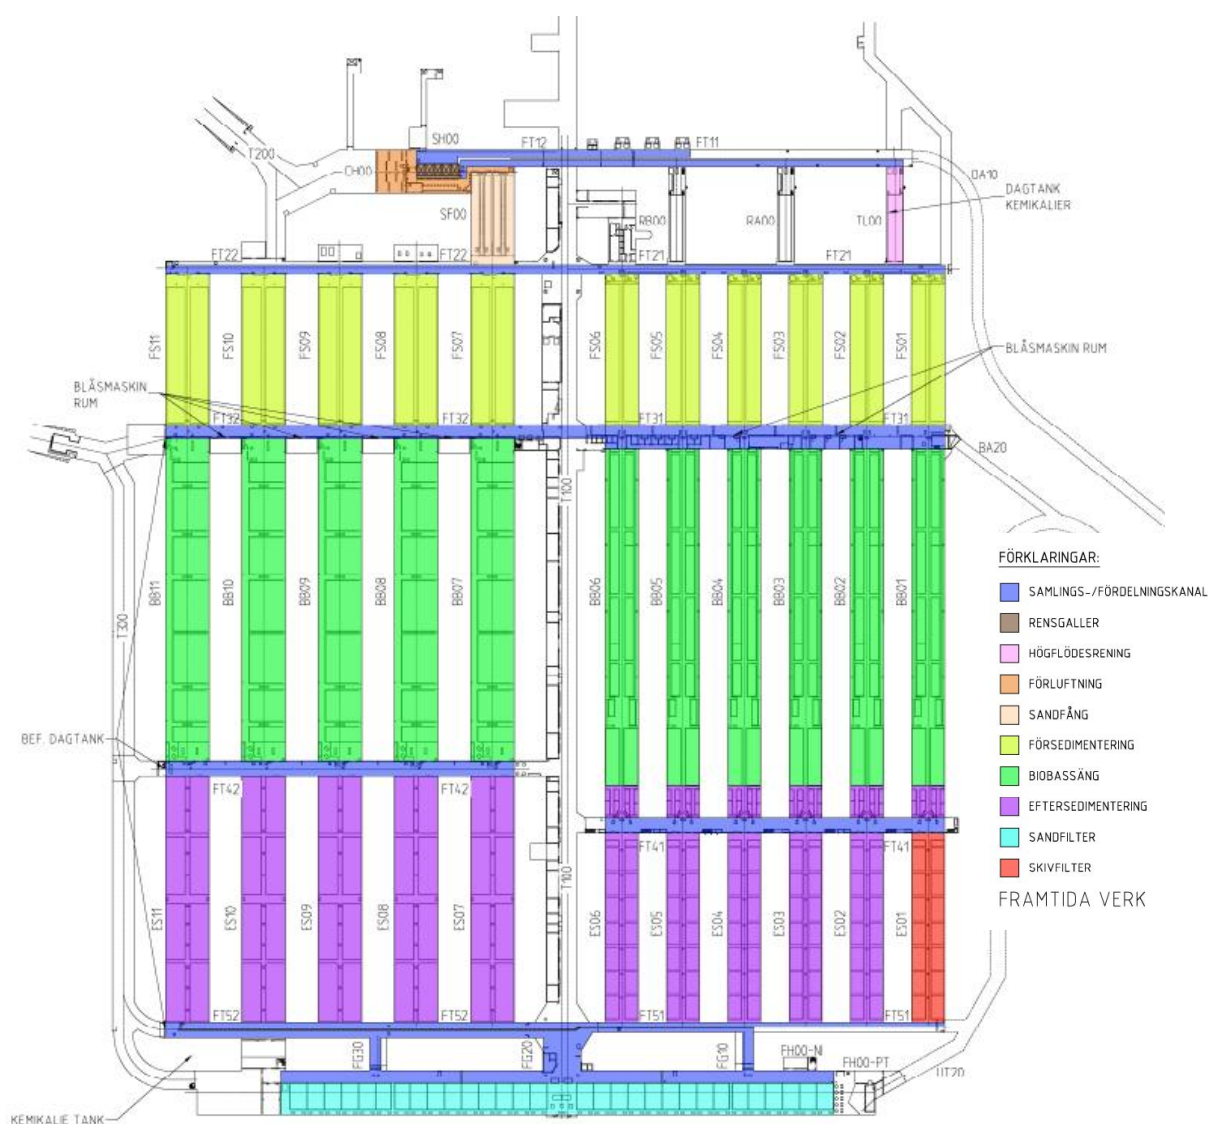 SH00
FT12
FT11
T200
CH00
DA10
DAGTANK
KEMIKALIER
SF00
RB00
RA00
TL00
FT22
FT22
FT21
FT21
FS11
FS10
FS09
FS08
FS07
FS06
FS05
FS04
FS03
FS02
FS01
BLÅSMASKIN RUM
BLÅSMASKIN
RUM
FT32
FT32
FT31
FT31
BA20
T100
BB11
BB10
BB09
BB08
BB07
BB06
BB05
BB04
BB03
BB02
BB01
T300
FÖRKLARINGAR:
SAMLINGS-/FÖRDELNINGSKANAL
RENSGALLER
HÖGFLÖDESRENING
FÖRLUFTNING
SANDFÅNG
FÖRSEDIMENTERING
BIOBASSÄNG
EFTERSEDIMENTERING
SANDFILTER
SKIVFILTER
FRAMTIDA VERK
BEF. DAGTANK
FT42
FT42
FT41
FT41
T100
ES11
ES10
ES09
ES08
ES07
ES06
ES05
ES04
ES03
ES02
ES01
FT52
FT52
FT51
FT51
FG30
FG20
FG10
FH00-NI
FH00-PT
UT20
KEMIKALIE TANK